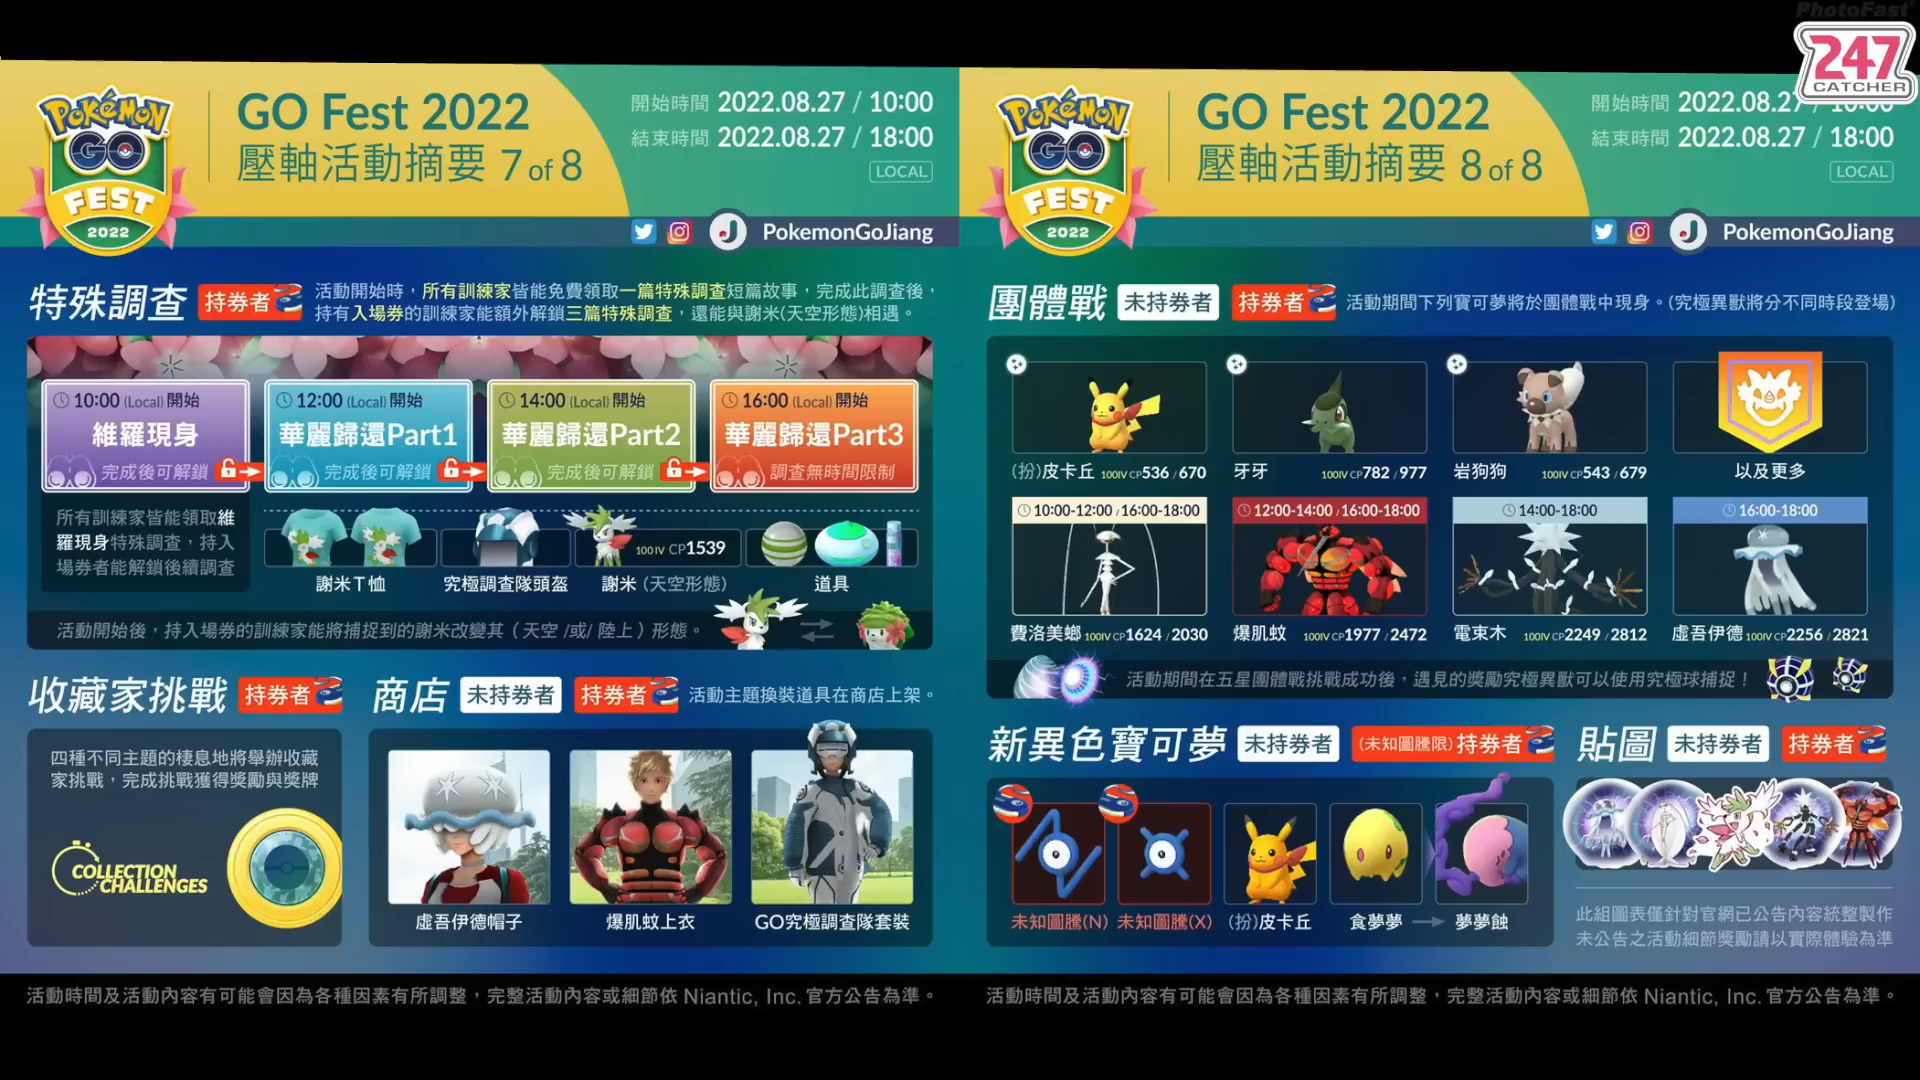 PhotoFast
247
CATCHER
Pokémon
GO
FEST
2022
GO Fest 2022
壓軸活動摘要 7 of 8
開始時間 2022.08.27 / 10:00
結束時間 2022.08.27 / 18:00
LOCAL
PokemonGoJiang
特殊調查 持券者
活動開始時，所有訓練家皆能免費領取一篇特殊調查短篇故事，完成此調查後，
持有入場券的訓練家能額外解鎖三篇特殊調查，還能與謝米(天空形態)相遇。
10:00 (Local) 開始
維羅現身
完成後可解鎖
12:00 (Local) 開始
華麗歸還Part1
完成後可解鎖
14:00 (Local) 開始
華麗歸還Part2
完成後可解鎖
16:00 (Local) 開始
華麗歸還Part3
調查無時間限制
所有訓練家皆能領取維
羅現身特殊調查，持入
場券者能解鎖後續調查
謝米T恤
究極調查隊頭盔
100IV CP1539
謝米 (天空形態)
道具
活動開始後，持入場券的訓練家能將捕捉到的謝米改變其（天空 /或/ 陸上）形態。
收藏家挑戰 持券者
四種不同主題的棲息地將舉辦收藏
家挑戰，完成挑戰獲得獎勵與獎牌
COLLECTION
CHALLENGES
商店 未持券者 持券者 活動主題換裝道具在商店上架。
虛吾伊德帽子
爆肌蚊上衣
GO究極調查隊套裝
活動時間及活動內容有可能會因為各種因素有所調整，完整活動內容或細節依 Niantic, Inc. 官方公告為準。
Pokémon
GO
FEST
2022
GO Fest 2022
壓軸活動摘要 8 of 8
開始時間 2022.08.27 / 10:00
結束時間 2022.08.27 / 18:00
LOCAL
PokemonGoJiang
團體戰 未持券者 持券者 活動期間下列寶可夢將於團體戰中現身。(究極異獸將分不同時段登場)
(扮)皮卡丘 100IV CP536 / 670
牙牙 100IV CP782 / 977
岩狗狗 100IV CP543 / 679
以及更多
10:00-12:00 / 16:00-18:00
費洛美螂 100IV CP1624 / 2030
12:00-14:00 / 16:00-18:00
爆肌蚊 100IV CP1977 / 2472
14:00-18:00
電束木 100IV CP2249 / 2812
16:00-18:00
虛吾伊德 100IV CP2256 / 2821
活動期間在五星團體戰挑戰成功後，遇見的獎勵究極異獸可以使用究極球捕捉！
新異色寶可夢 未持券者 (未知圖騰限) 持券者
未知圖騰(N)
未知圖騰(X)
(扮)皮卡丘
食夢夢
夢夢蝕
貼圖 未持券者 持券者
此組圖表僅針對官網已公告內容統整製作
未公告之活動細節獎勵請以實際體驗為準
活動時間及活動內容有可能會因為各種因素有所調整，完整活動內容或細節依 Niantic, Inc. 官方公告為準。